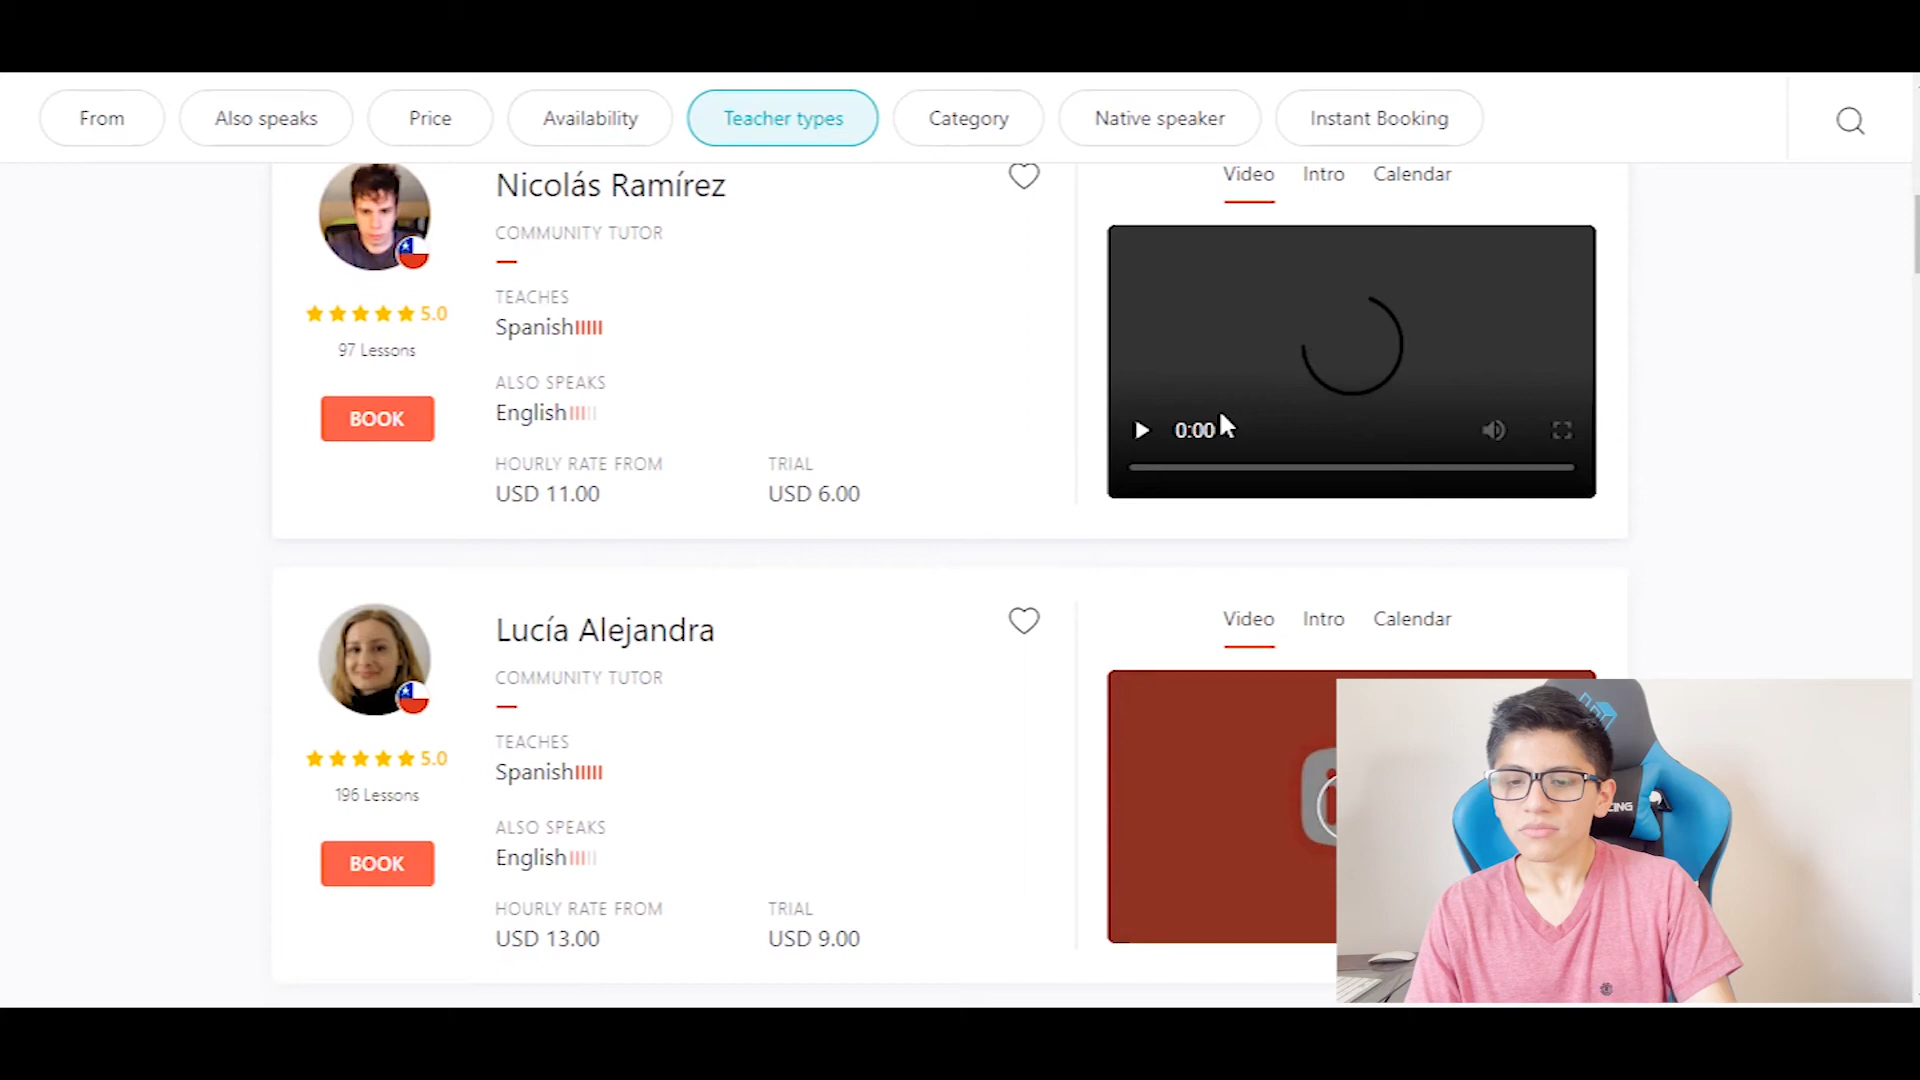 From
Also speaks
Price
Availability
Teacher types
Category
Native speaker
Instant Booking
Nicolás Ramírez
COMMUNITY TUTOR
TEACHES
Spanish
ALSO SPEAKS
English
HOURLY RATE FROM
USD 11.00
TRIAL
USD 6.00
5.0
97 Lessons
BOOK
Video
Intro
Calendar
0:00
Lucía Alejandra
COMMUNITY TUTOR
TEACHES
Spanish
ALSO SPEAKS
English
HOURLY RATE FROM
USD 13.00
TRIAL
USD 9.00
5.0
196 Lessons
BOOK
Video
Intro
Calendar